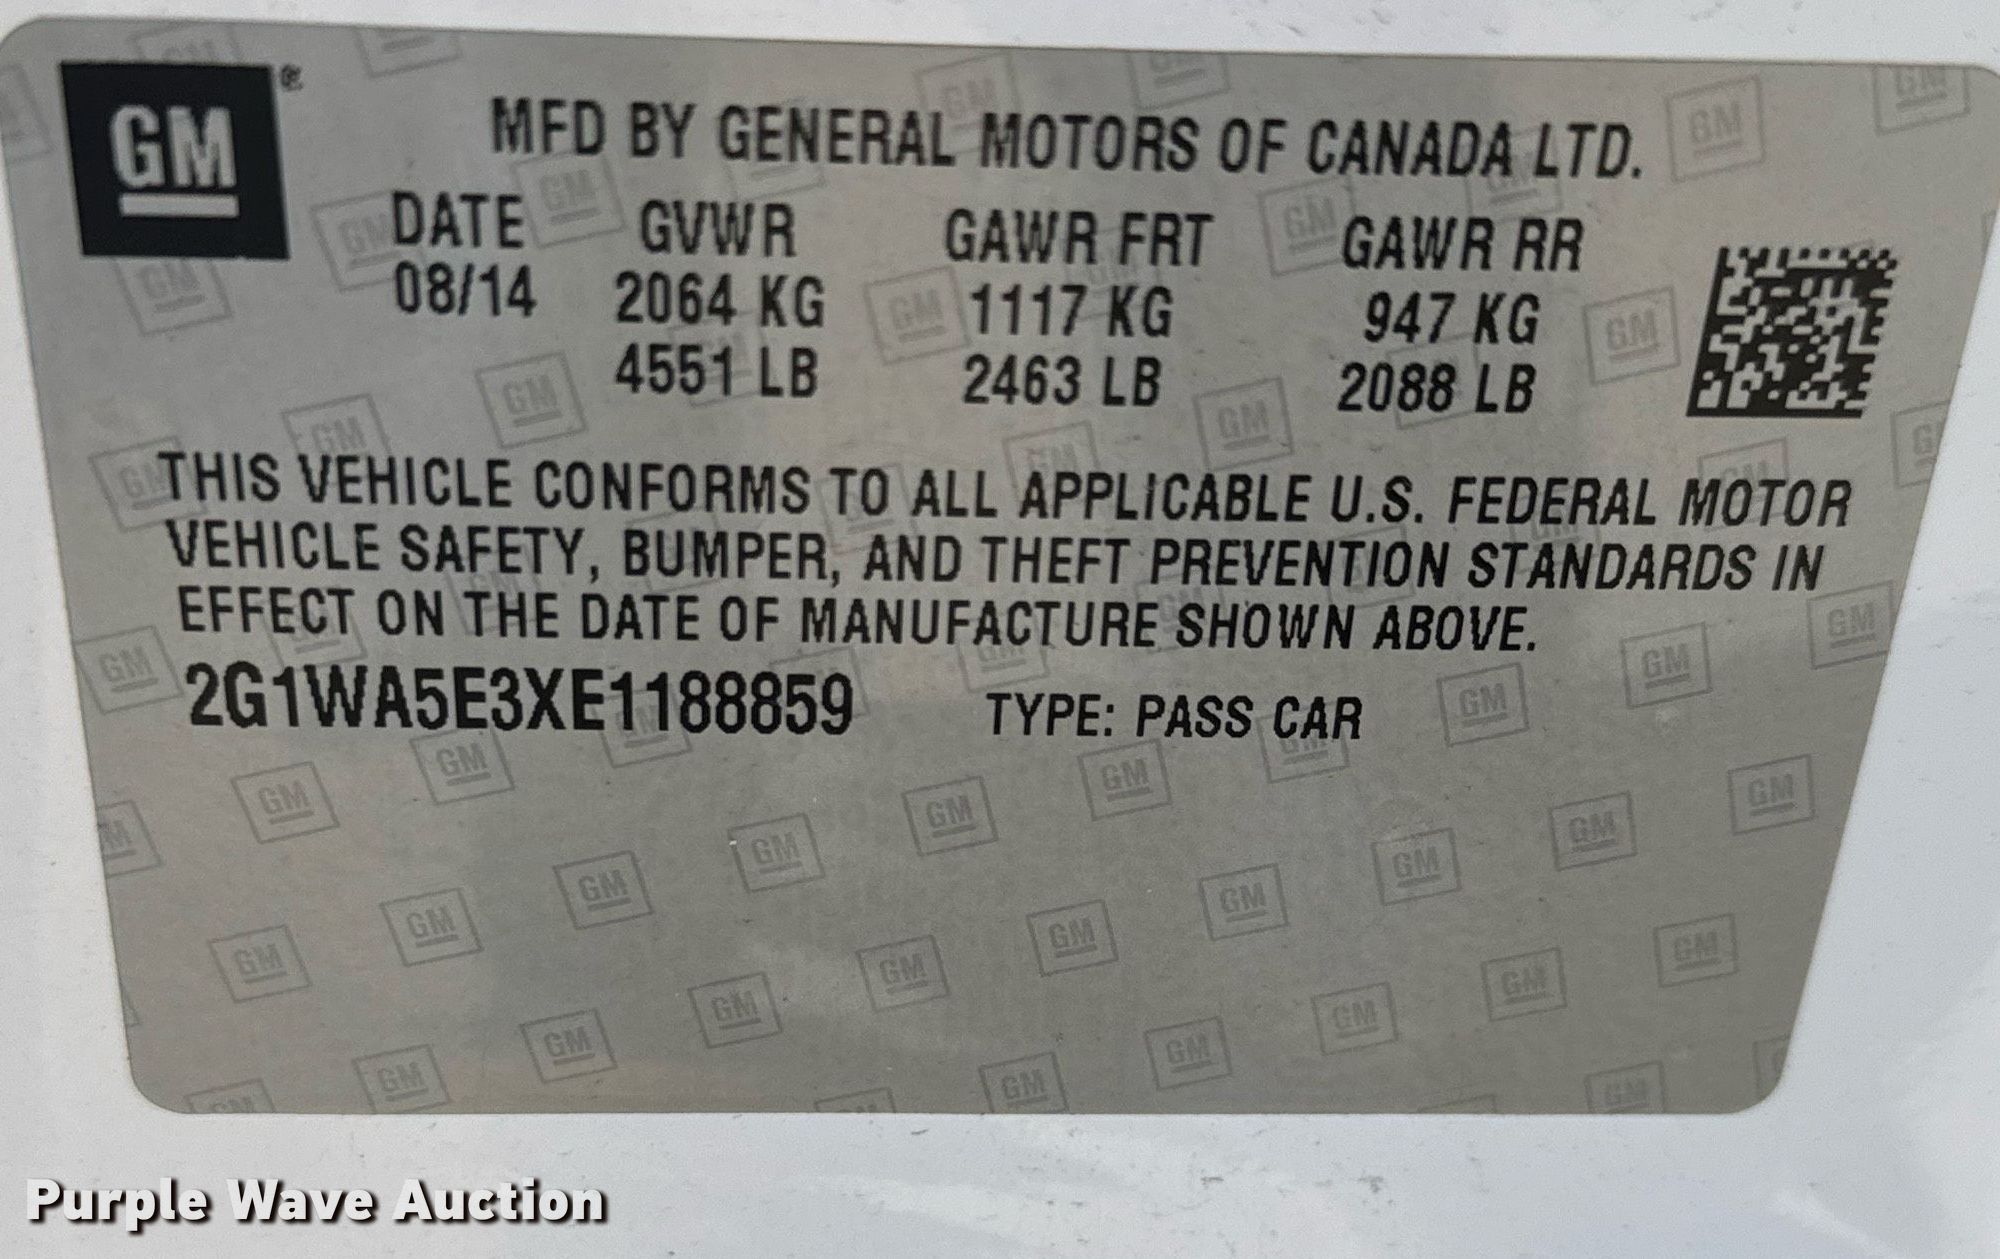 GM®
MFD BY GENERAL MOTORS OF CANADA LTD.
DATE GVWR GAWR FRT GAWR RR
08/14 2064 KG 1117 KG 947 KG
4551 LB 2463 LB 2088 LB
THIS VEHICLE CONFORMS TO ALL APPLICABLE U.S. FEDERAL MOTOR
VEHICLE SAFETY, BUMPER, AND THEFT PREVENTION STANDARDS IN
EFFECT ON THE DATE OF MANUFACTURE SHOWN ABOVE.
2G1WA5E3XE1188859 TYPE: PASS CAR
Purple Wave Auction